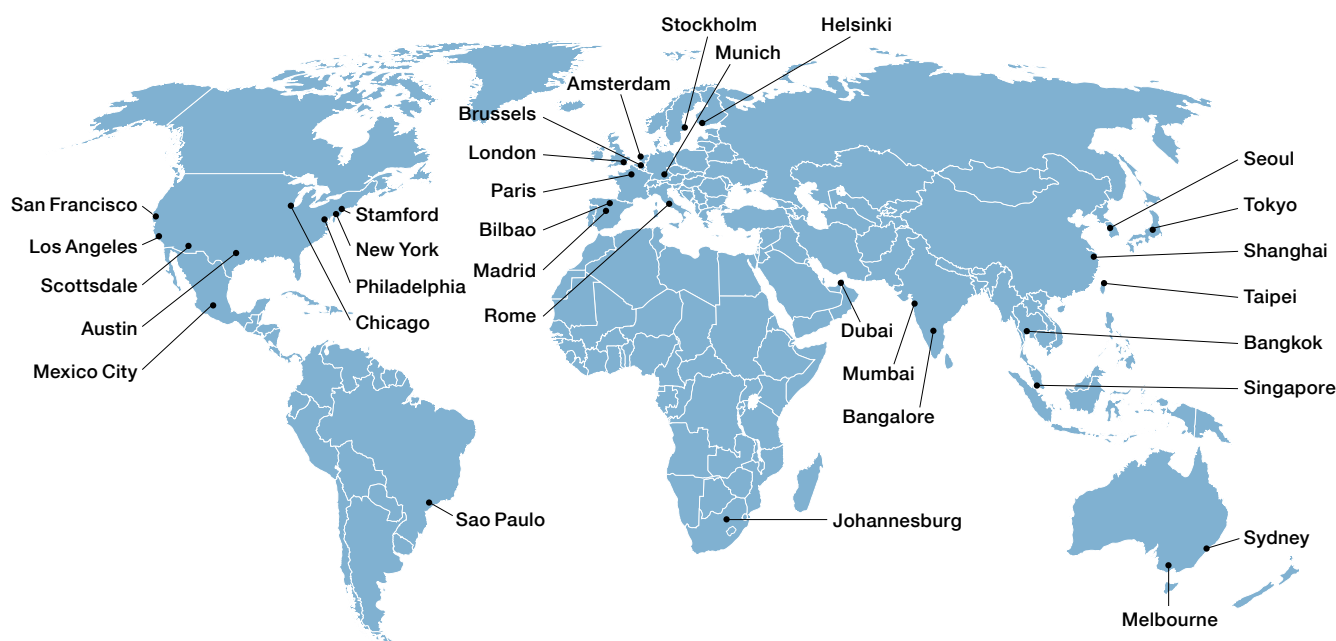 Stockholm
Helsinki
Munich
Amsterdam
Brussels
London
Paris
Bilbao
Madrid
Rome
San Francisco
Los Angeles
Scottsdale
Austin
Mexico City
Stamford
New York
Philadelphia
Chicago
Sao Paulo
Dubai
Mumbai
Bangalore
Johannesburg
Seoul
Tokyo
Shanghai
Taipei
Bangkok
Singapore
Sydney
Melbourne